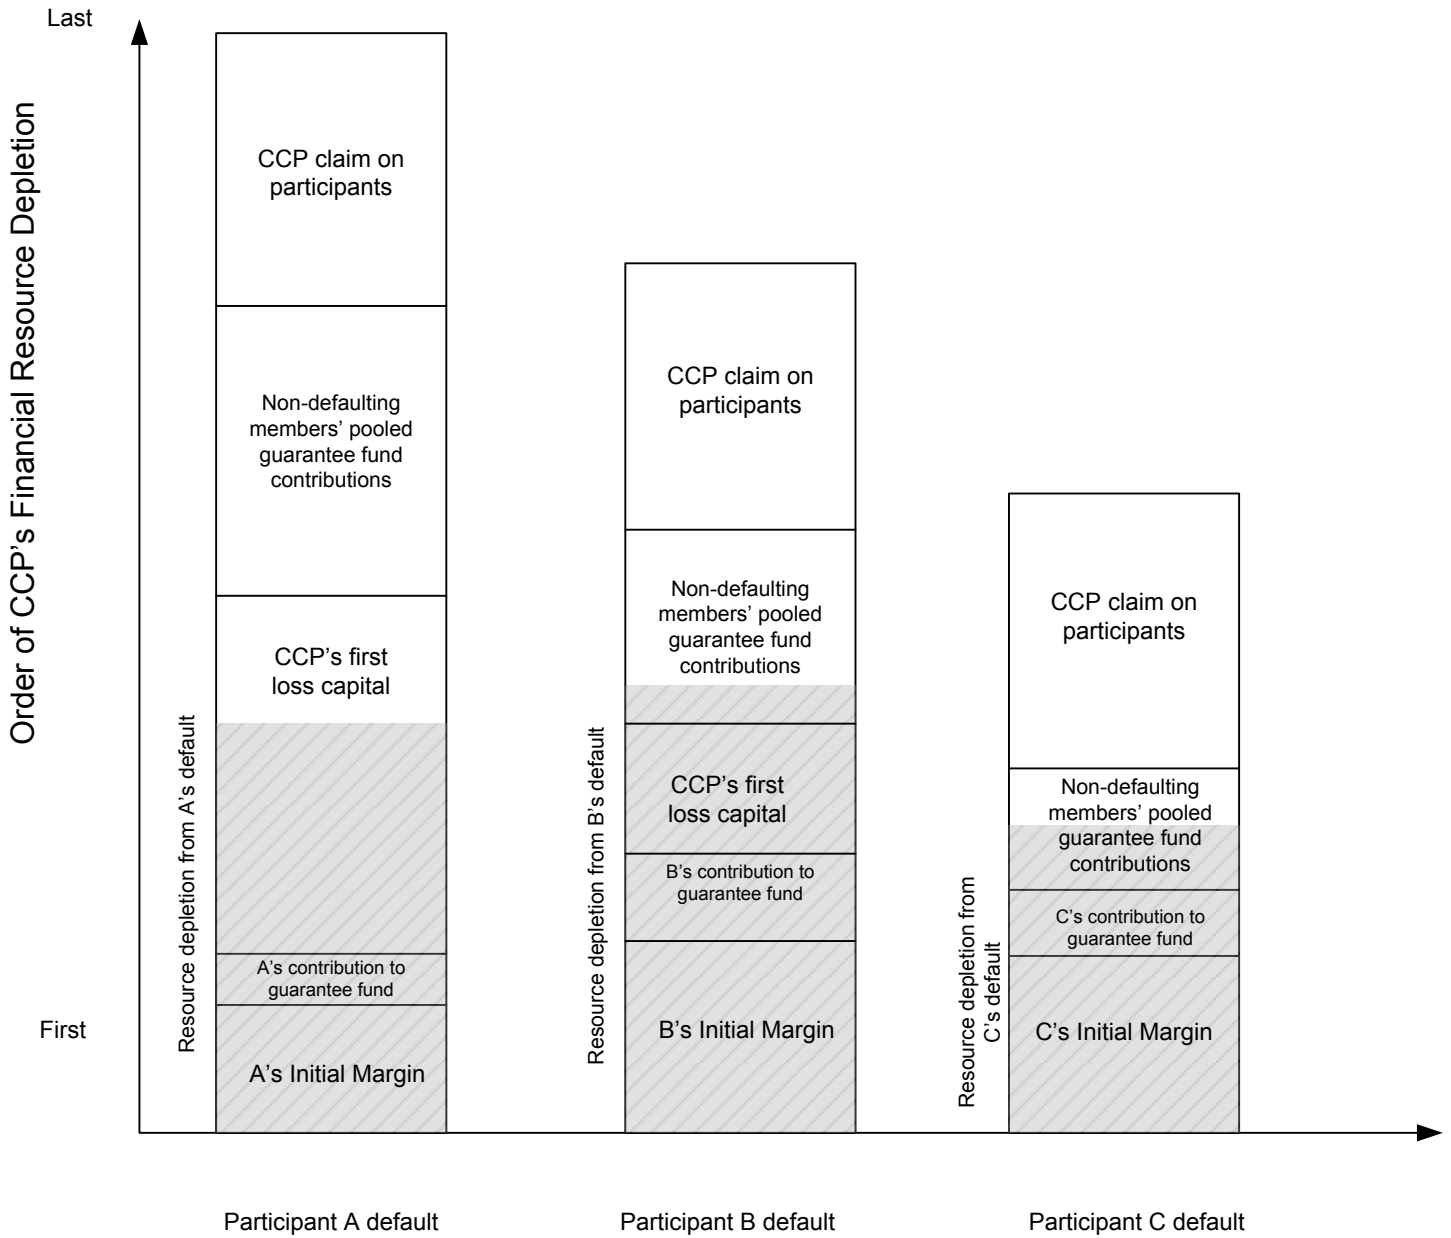 Last
Order of CCP's Financial Resource Depletion
First
CCP claim on
participants
Non-defaulting
members' pooled
guarantee fund
contributions
CCP's first
loss capital
Resource depletion from A's default
A's contribution to
guarantee fund
A's Initial Margin
CCP claim on
participants
Non-defaulting
members' pooled
guarantee fund
contributions
Resource depletion from B's default
CCP's first
loss capital
B's contribution to
guarantee fund
B's Initial Margin
CCP claim on
participants
Non-defaulting
members' pooled
guarantee fund
contributions
Resource depletion from
C's default
C's contribution to
guarantee fund
C's Initial Margin
Participant A default
Participant B default
Participant C default